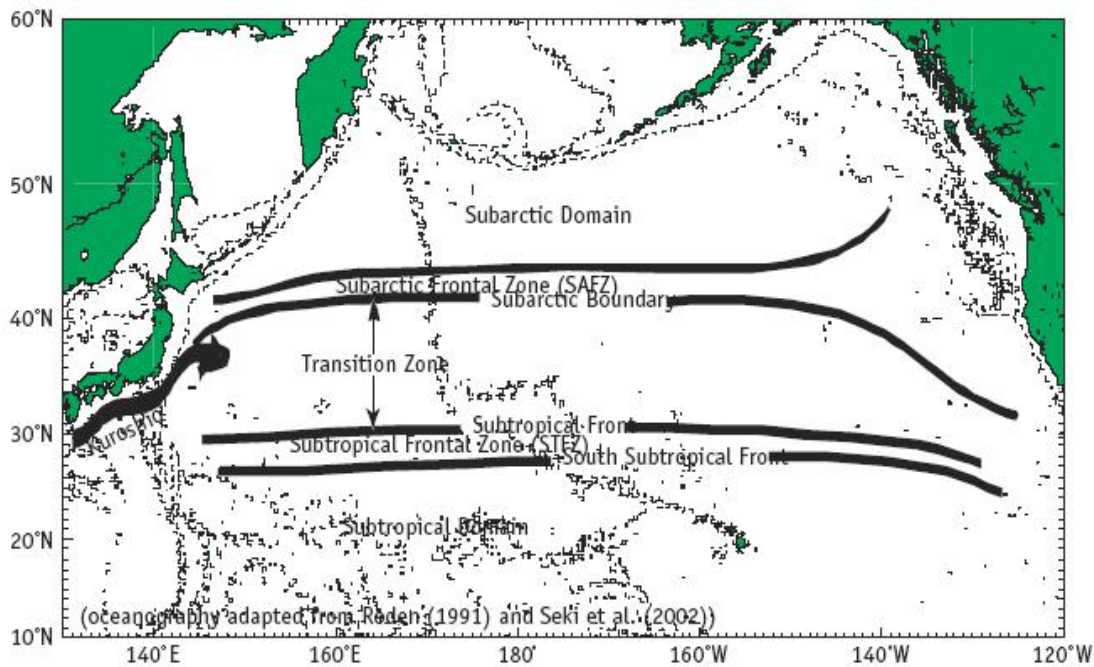 60°N
50°N
40°N
30°N
20°N
10°N
Subarctic Domain
Subarctic Frontal Zone (SAFZ)
Subarctic Boundary
Transition Zone
Kuroshio
Subtropical Front
Subtropical Frontal Zone (STFZ)
South Subtropical Front
Subtropical Domain
(oceanography adapted from Roden (1991) and Seki et al. (2002))
140°E 160°E 180° 160°W 140°W 120°W